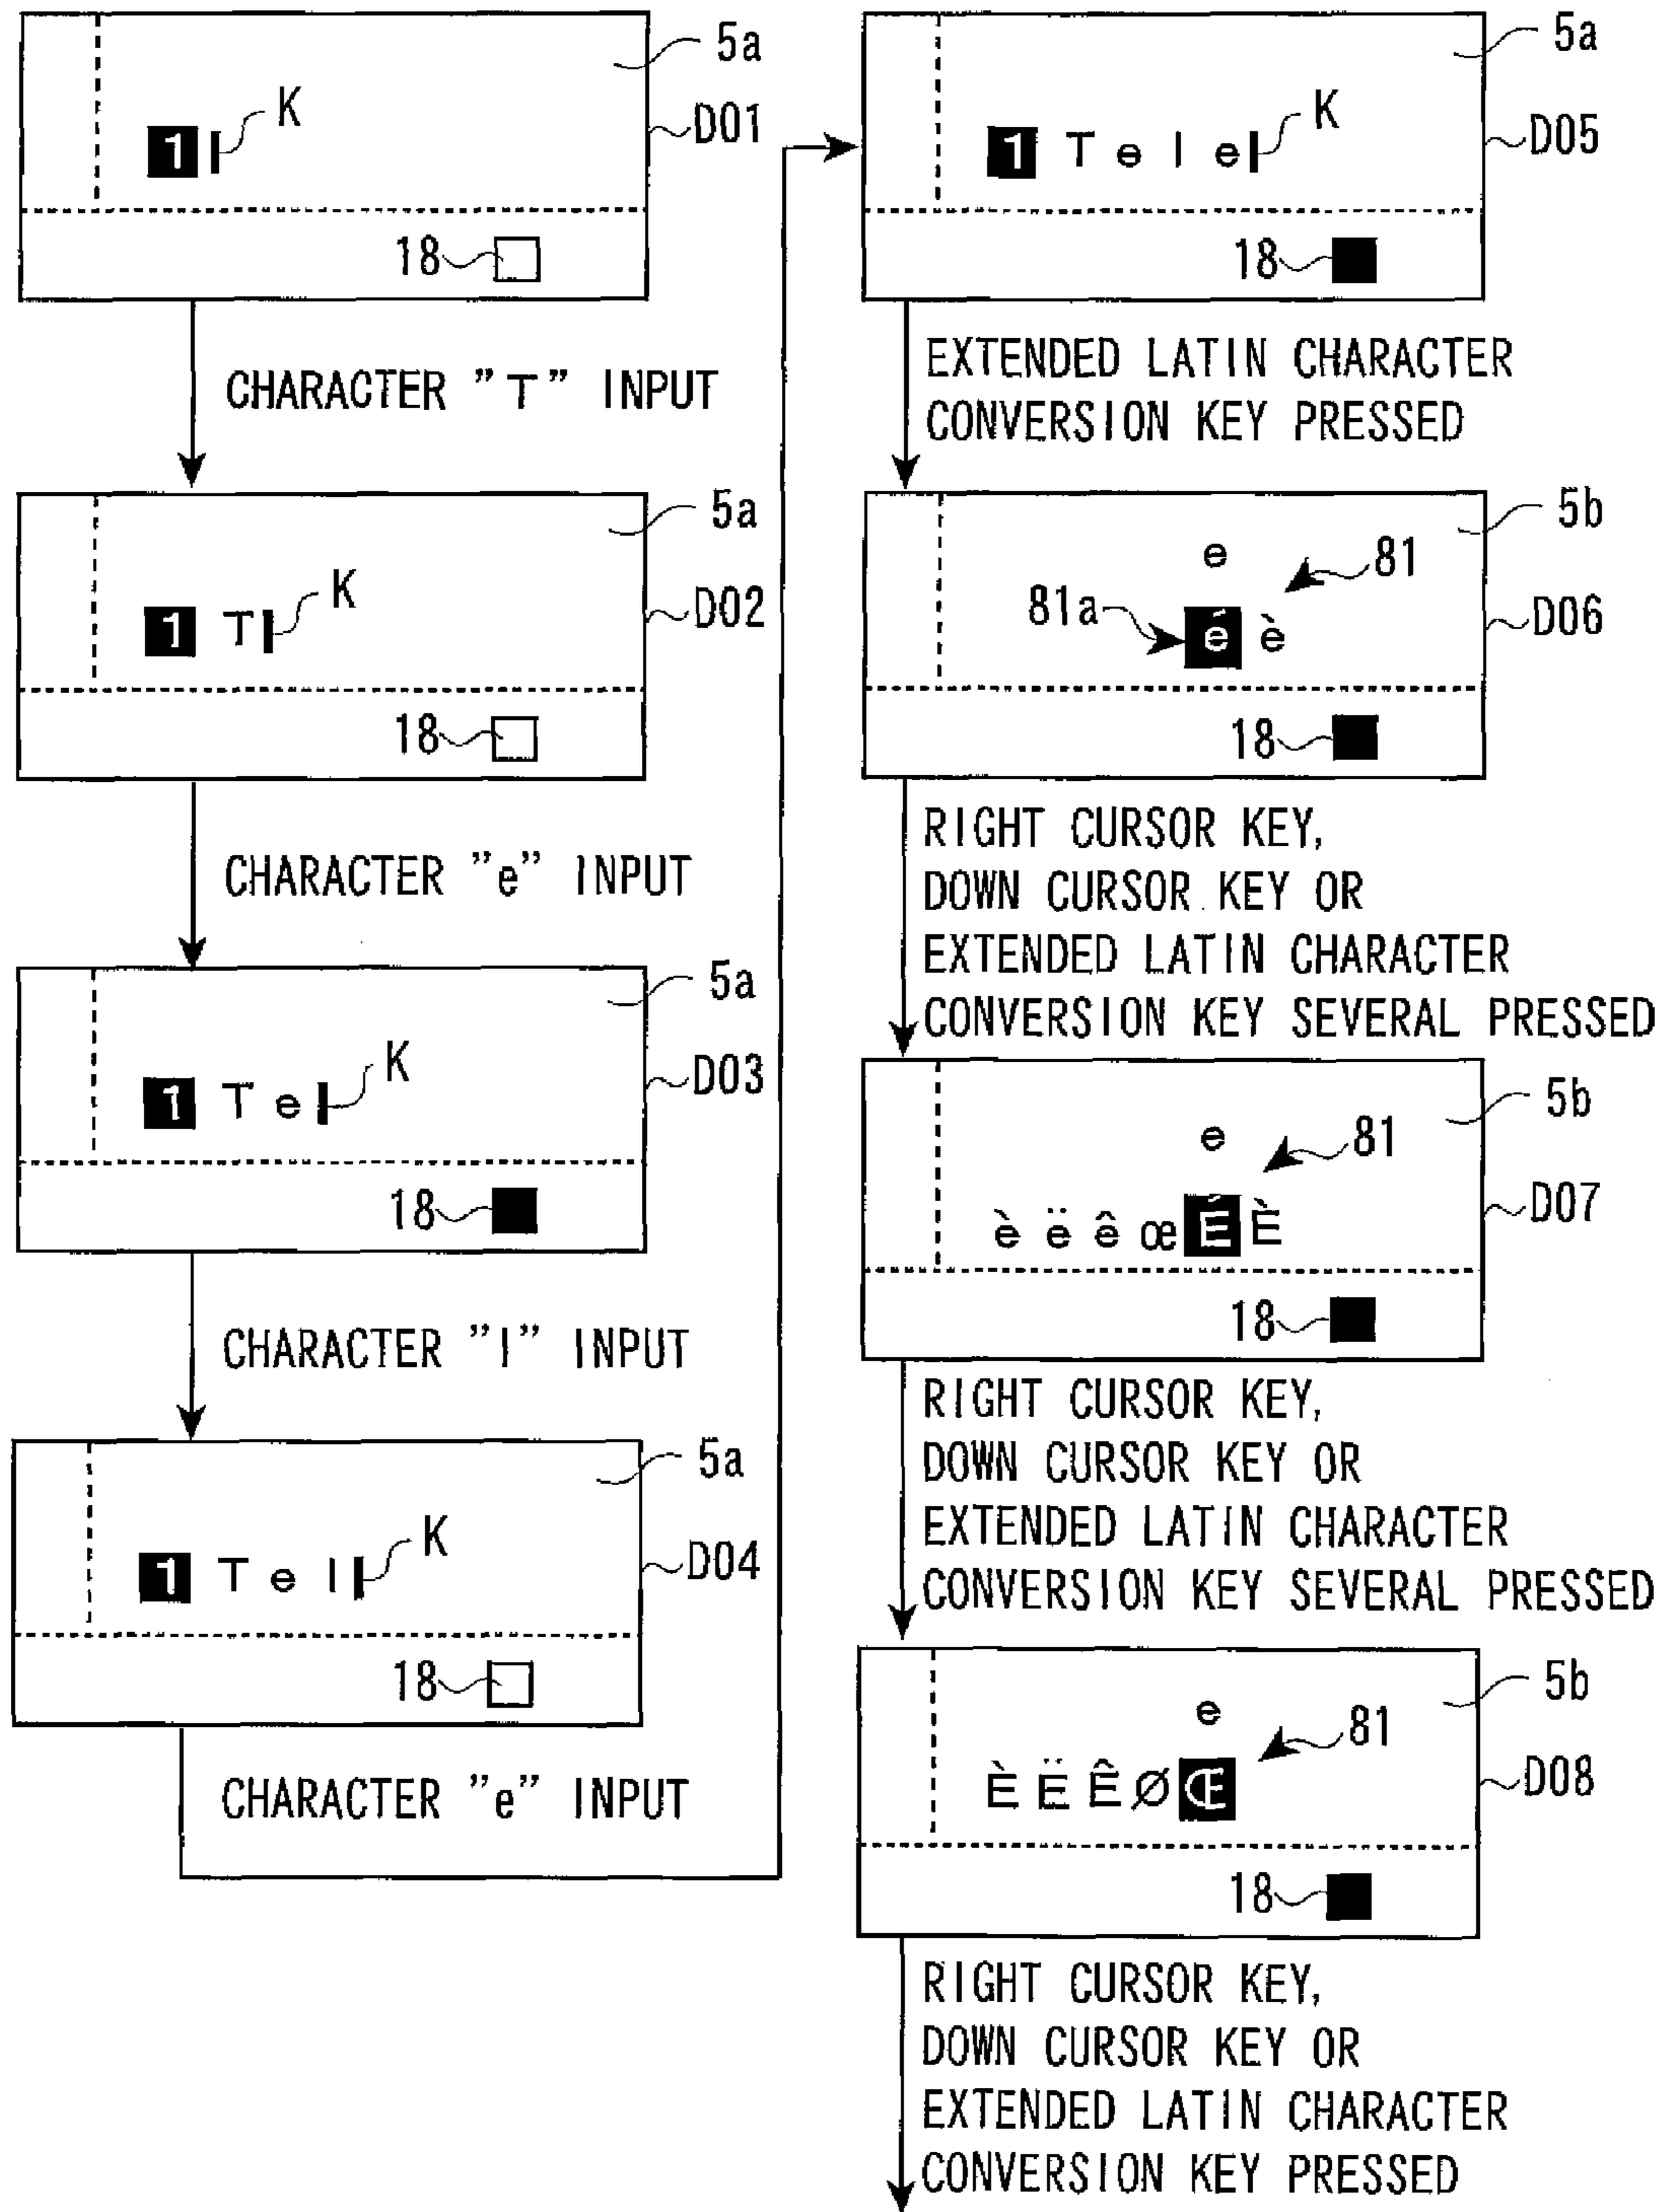 5a
1 K
D01
18
CHARACTER "T" INPUT
5a
1 T K
D02
18
CHARACTER "e" INPUT
5a
1 T e K
D03
18
CHARACTER "l" INPUT
5a
1 T e l K
D04
18
CHARACTER "e" INPUT
5a
1 T e l e K
D05
18
EXTENDED LATIN CHARACTER
CONVERSION KEY PRESSED
5b
e
81
81a
é è
D06
18
RIGHT CURSOR KEY,
DOWN CURSOR KEY OR
EXTENDED LATIN CHARACTER
CONVERSION KEY SEVERAL PRESSED
5b
e
81
è ë ê œ É È
D07
18
RIGHT CURSOR KEY,
DOWN CURSOR KEY OR
EXTENDED LATIN CHARACTER
CONVERSION KEY SEVERAL PRESSED
5b
e
81
È Ë Ê Ø Œ
D08
18
RIGHT CURSOR KEY,
DOWN CURSOR KEY OR
EXTENDED LATIN CHARACTER
CONVERSION KEY PRESSED